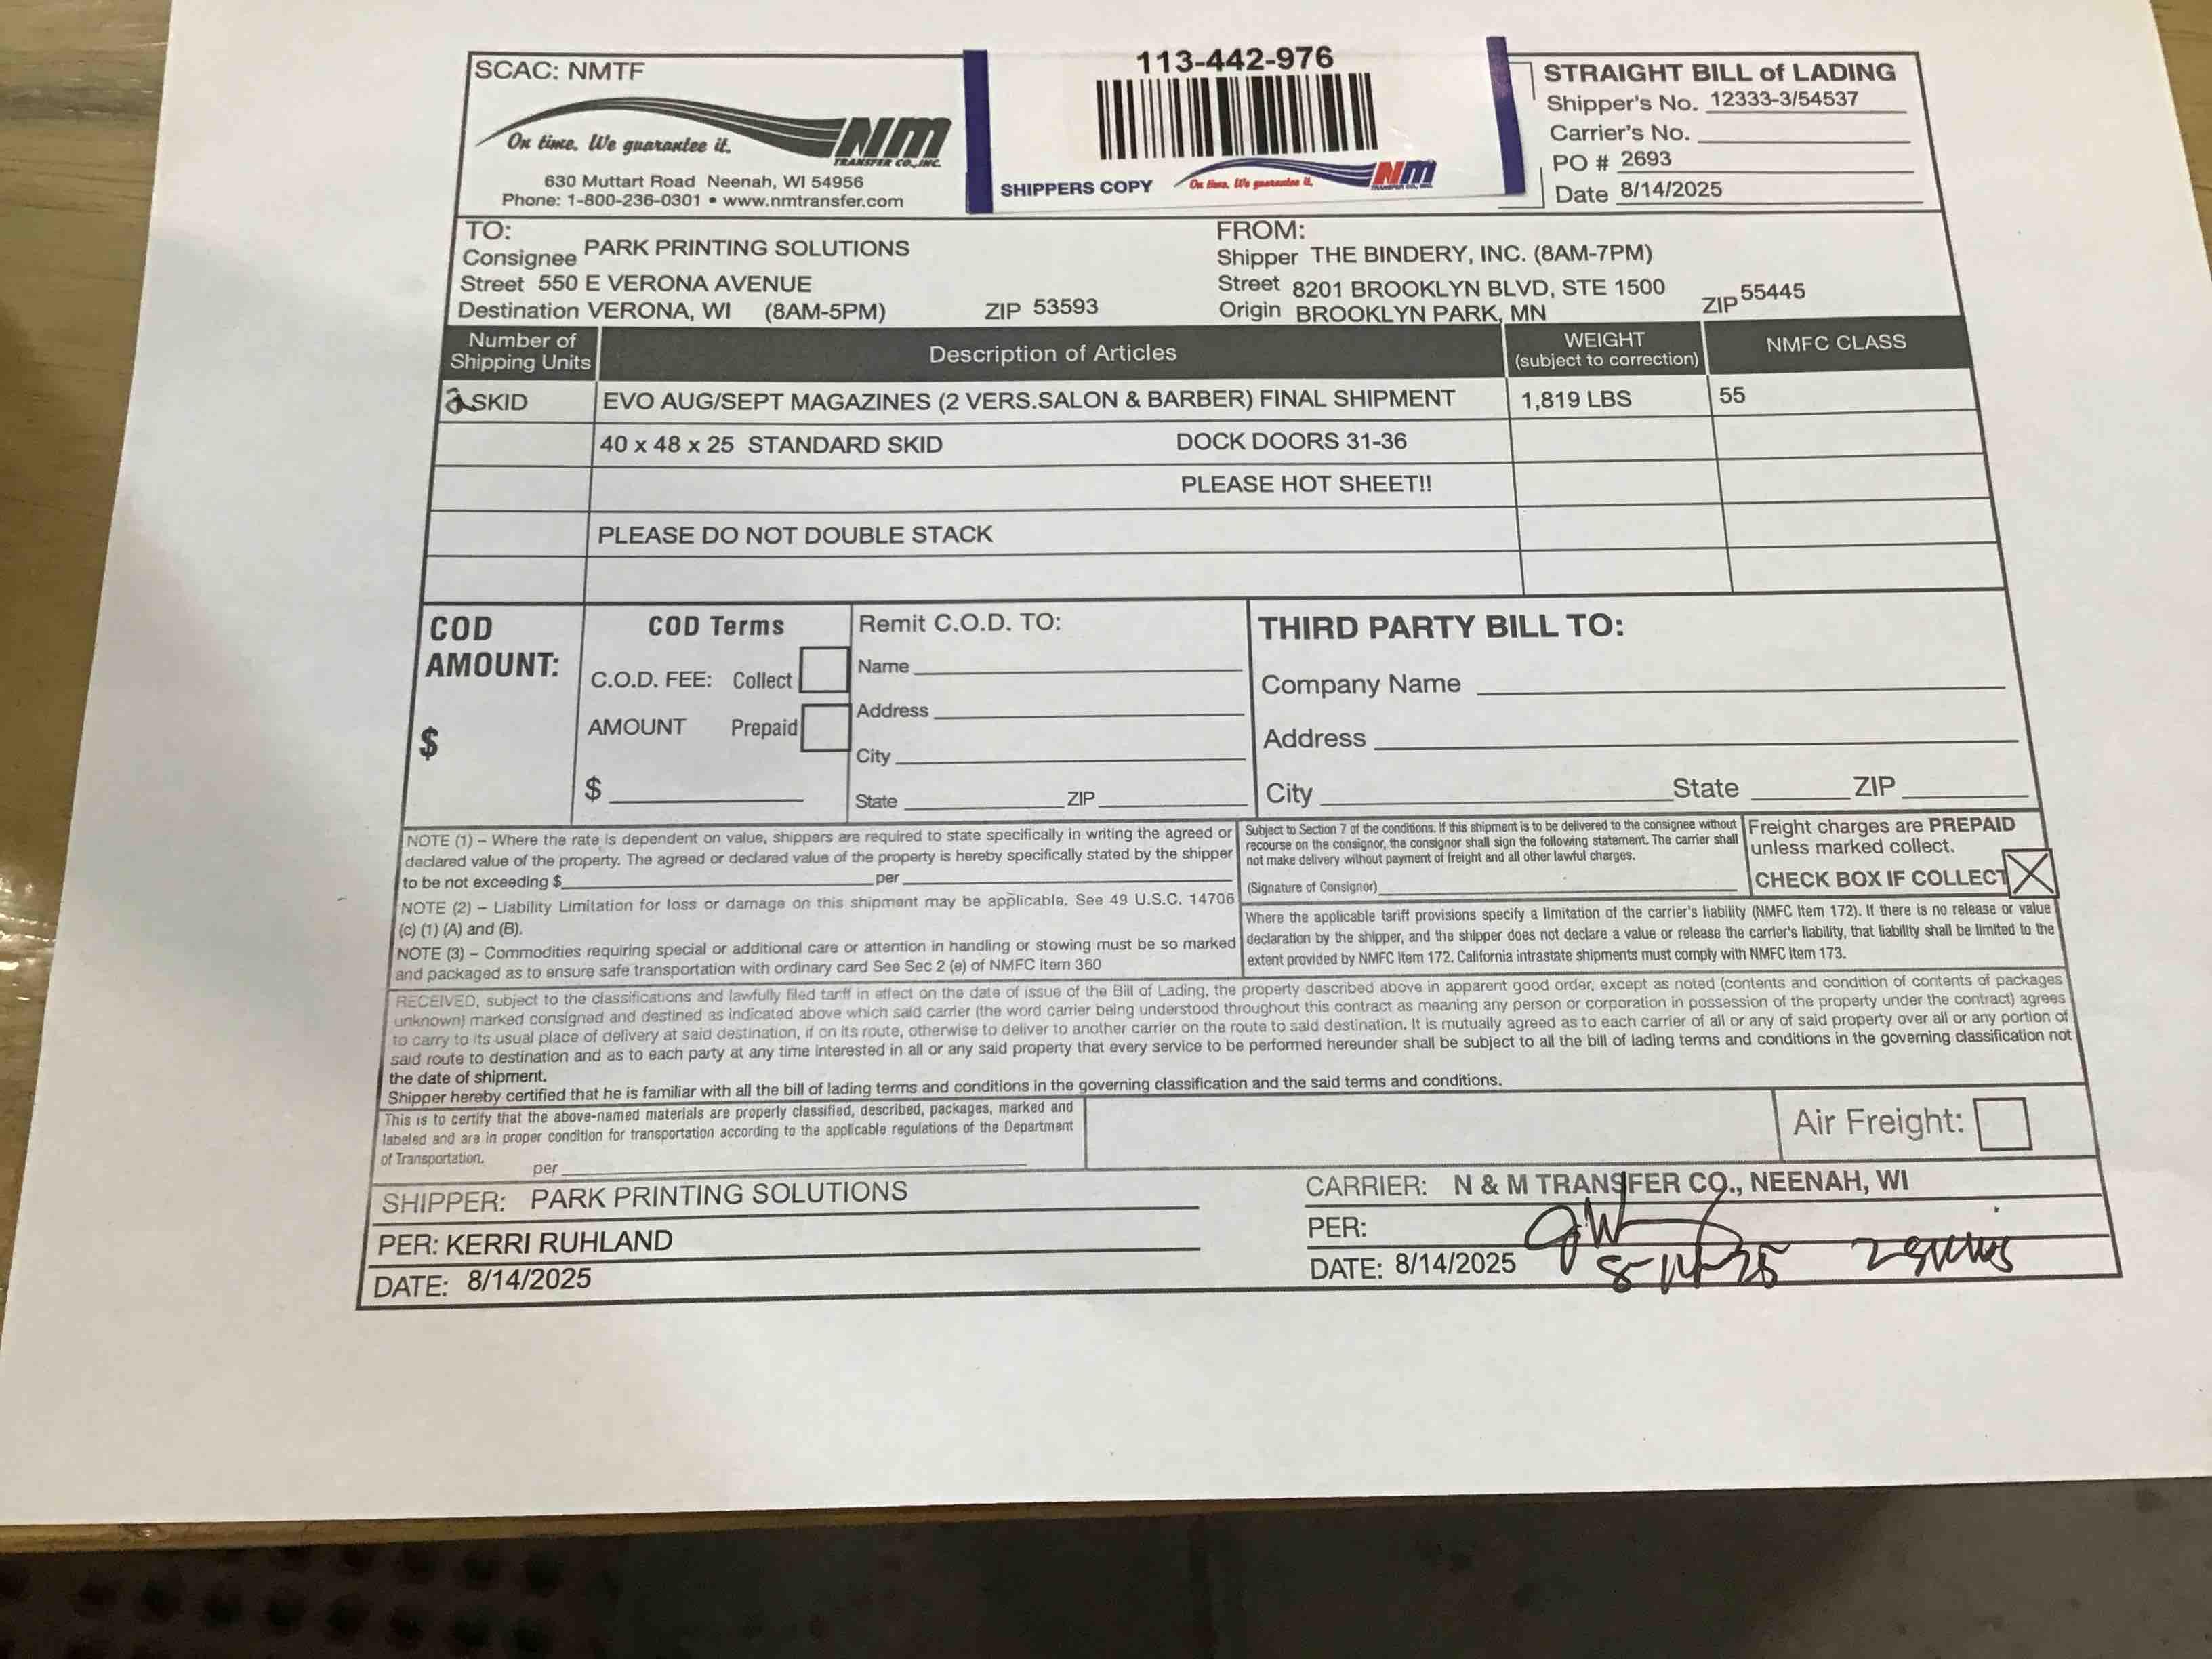 SCAC: NMTF
On time. We guarantee it.
NM
TRANSFER CO., INC.
630 Muttart Road Neenah, WI 54956
Phone: 1-800-236-0301 • www.nmtransfer.com
113-442-976
SHIPPERS COPY
On time. We guarantee it.
NM
TRANSFER CO., INC.
STRAIGHT BILL of LADING
Shipper's No. 12333-3/54537
Carrier's No.
PO # 2693
Date 8/14/2025
TO:
Consignee PARK PRINTING SOLUTIONS
Street 550 E VERONA AVENUE
Destination VERONA, WI (8AM-5PM) ZIP 53593
FROM:
Shipper THE BINDERY, INC. (8AM-7PM)
Street 8201 BROOKLYN BLVD, STE 1500
Origin BROOKLYN PARK, MN ZIP 55445
Number of Shipping Units Description of Articles WEIGHT (subject to correction) NMFC CLASS
2 SKID EVO AUG/SEPT MAGAZINES (2 VERS.SALON & BARBER) FINAL SHIPMENT 1,819 LBS 55
40 x 48 x 25 STANDARD SKID DOCK DOORS 31-36
PLEASE HOT SHEET!!
PLEASE DO NOT DOUBLE STACK
COD AMOUNT:
$
COD Terms
C.O.D. FEE: Collect
AMOUNT Prepaid
$
Remit C.O.D. TO:
Name
Address
City
State ZIP
THIRD PARTY BILL TO:
Company Name
Address
City State ZIP
NOTE (1) – Where the rate is dependent on value, shippers are required to state specifically in writing the agreed or
declared value of the property. The agreed or declared value of the property is hereby specifically stated by the shipper
to be not exceeding $ per
NOTE (2) – Liability Limitation for loss or damage on this shipment may be applicable. See 49 U.S.C. 14706
(c) (1) (A) and (B).
NOTE (3) – Commodities requiring special or additional care or attention in handling or stowing must be so marked
and packaged as to ensure safe transportation with ordinary card See Sec 2 (e) of NMFC Item 360
Subject to Section 7 of the conditions. If this shipment is to be delivered to the consignee without
recourse on the consignor, the consignor shall sign the following statement. The carrier shall
not make delivery without payment of freight and all other lawful charges.
(Signature of Consignor)
Freight charges are PREPAID
unless marked collect.
CHECK BOX IF COLLECT X
Where the applicable tariff provisions specify a limitation of the carrier's liability (NMFC Item 172). If there is no release or value
declaration by the shipper, and the shipper does not declare a value or release the carrier's liability, that liability shall be limited to the
extent provided by NMFC Item 172. California intrastate shipments must comply with NMFC Item 173.
RECEIVED, subject to the classifications and lawfully filed tariff in effect on the date of issue of the Bill of Lading, the property described above in apparent good order, except as noted (contents and condition of contents of packages
unknown) marked consigned and destined as indicated above which said carrier (the word carrier being understood throughout this contract as meaning any person or corporation in possession of the property under the contract) agrees
to carry to its usual place of delivery at said destination, if on its route, otherwise to deliver to another carrier on the route to said destination. It is mutually agreed as to each carrier of all or any of said property over all or any portion of
said route to destination and as to each party at any time interested in all or any said property that every service to be performed hereunder shall be subject to all the bill of lading terms and conditions in the governing classification not
the date of shipment.
Shipper hereby certified that he is familiar with all the bill of lading terms and conditions in the governing classification and the said terms and conditions.
This is to certify that the above-named materials are properly classified, described, packages, marked and
labeled and are in proper condition for transportation according to the applicable regulations of the Department
of Transportation.
per
Air Freight:
SHIPPER: PARK PRINTING SOLUTIONS
PER: KERRI RUHLAND
DATE: 8/14/2025
CARRIER: N & M TRANSFER CO., NEENAH, WI
PER:
DATE: 8/14/2025 8-14-25 2 skids